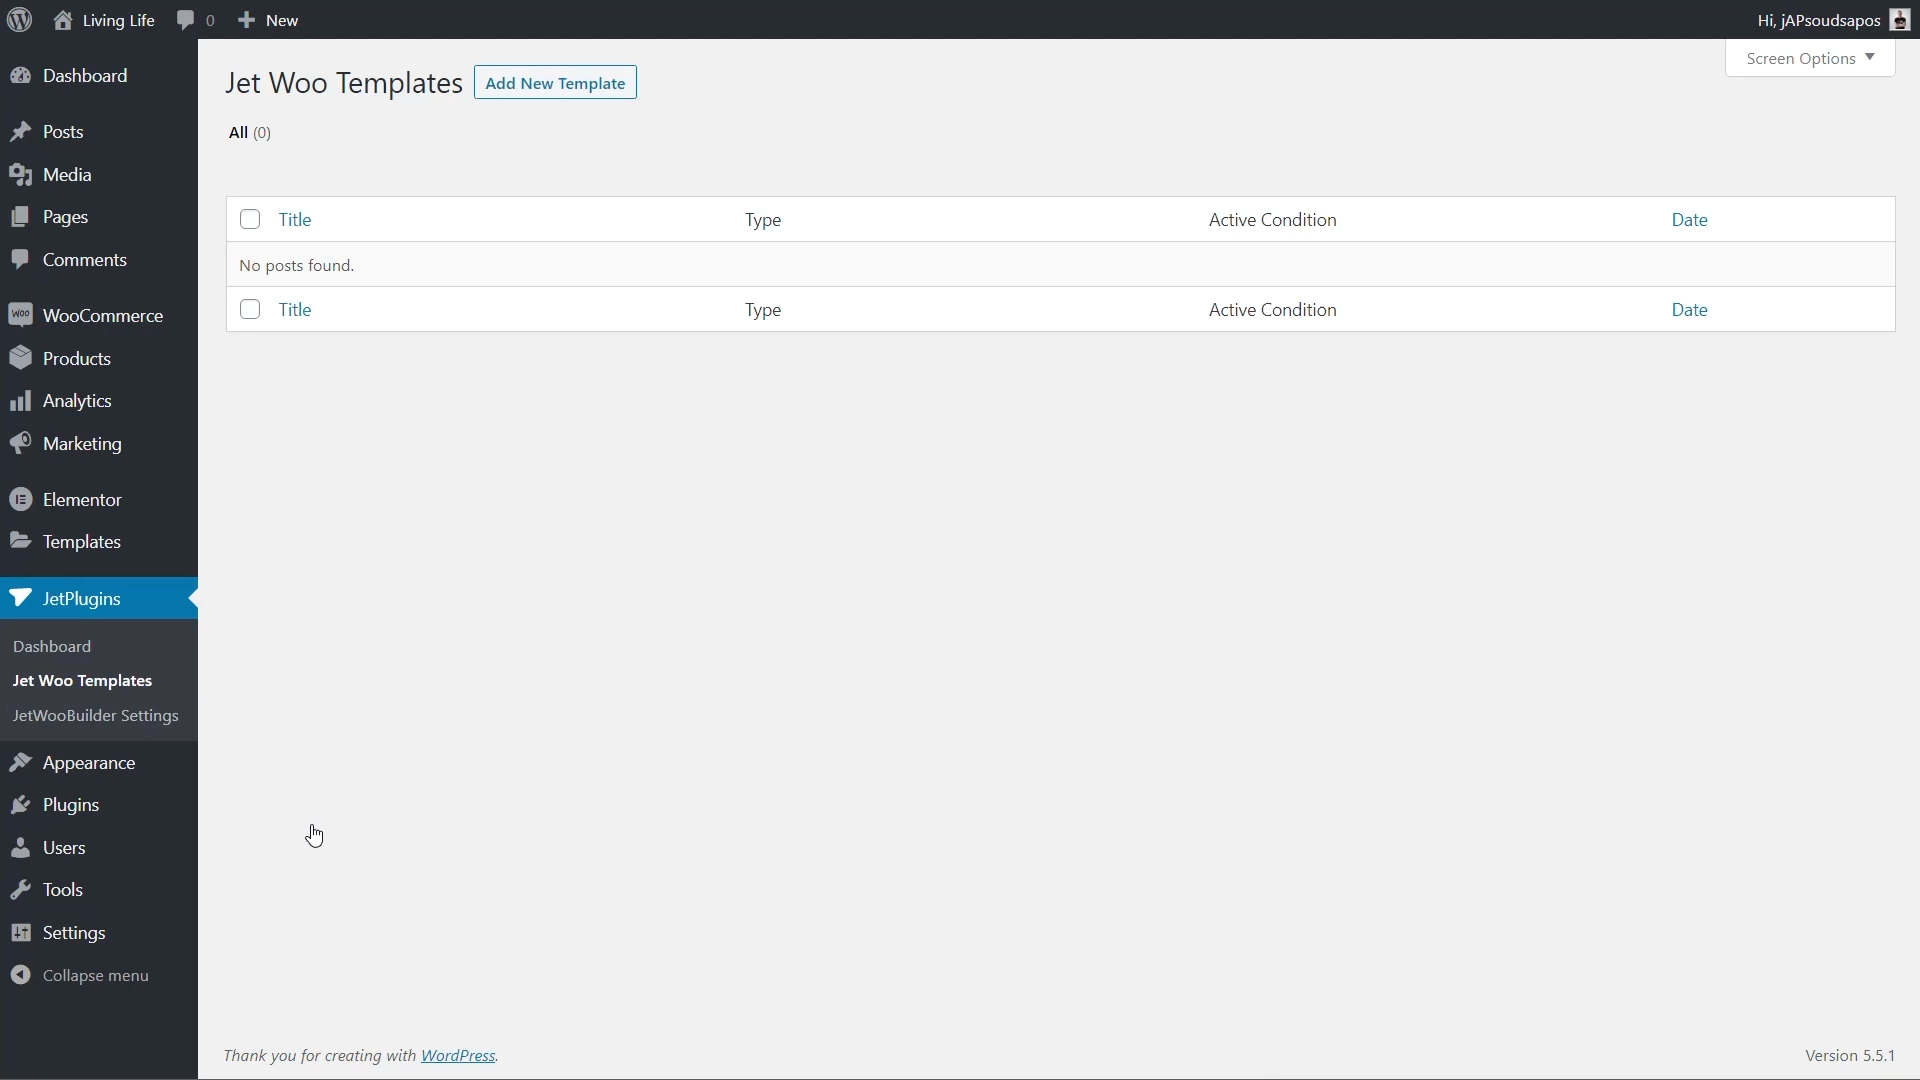 Living Life 0 New Hi, jAPsoudsapos
Screen Options
Dashboard
Posts
Media
Pages
Comments
WOO WooCommerce
Products
Analytics
Marketing
Elementor
Templates
JetPlugins
Dashboard
Jet Woo Templates
JetWooBuilder Settings
Appearance
Plugins
Users
Tools
Settings
Collapse menu
Jet Woo Templates Add New Template
All (0)
Title Type Active Condition Date
No posts found.
Title Type Active Condition Date
Thank you for creating with WordPress. Version 5.5.1